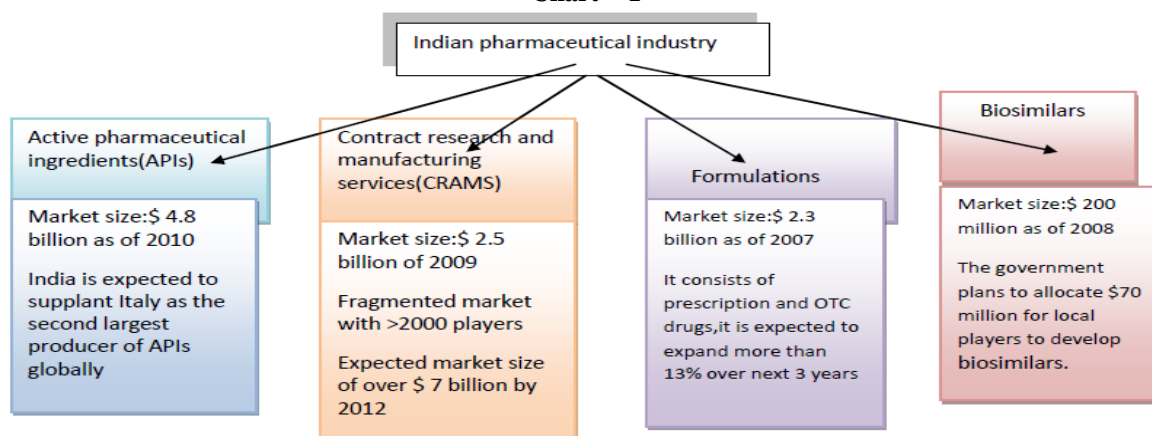 Indian pharmaceutical industry
Active pharmaceutical
ingredients(APIs)
Market size:$ 4.8
billion as of 2010
India is expected to
supplant Italy as the
second largest
producer of APIs
globally
Contract research and
manufacturing
services(CRAMS)
Market size:$ 2.5
billion of 2009
Fragmented market
with >2000 players
Expected market size
of over $ 7 billion by
2012
Formulations
Market size:$ 2.3
billion as of 2007
It consists of
prescription and OTC
drugs,it is expected to
expand more than
13% over next 3 years
Biosimilars
Market size:$ 200
million as of 2008
The government
plans to allocate $70
million for local
players to develop
biosimilars.